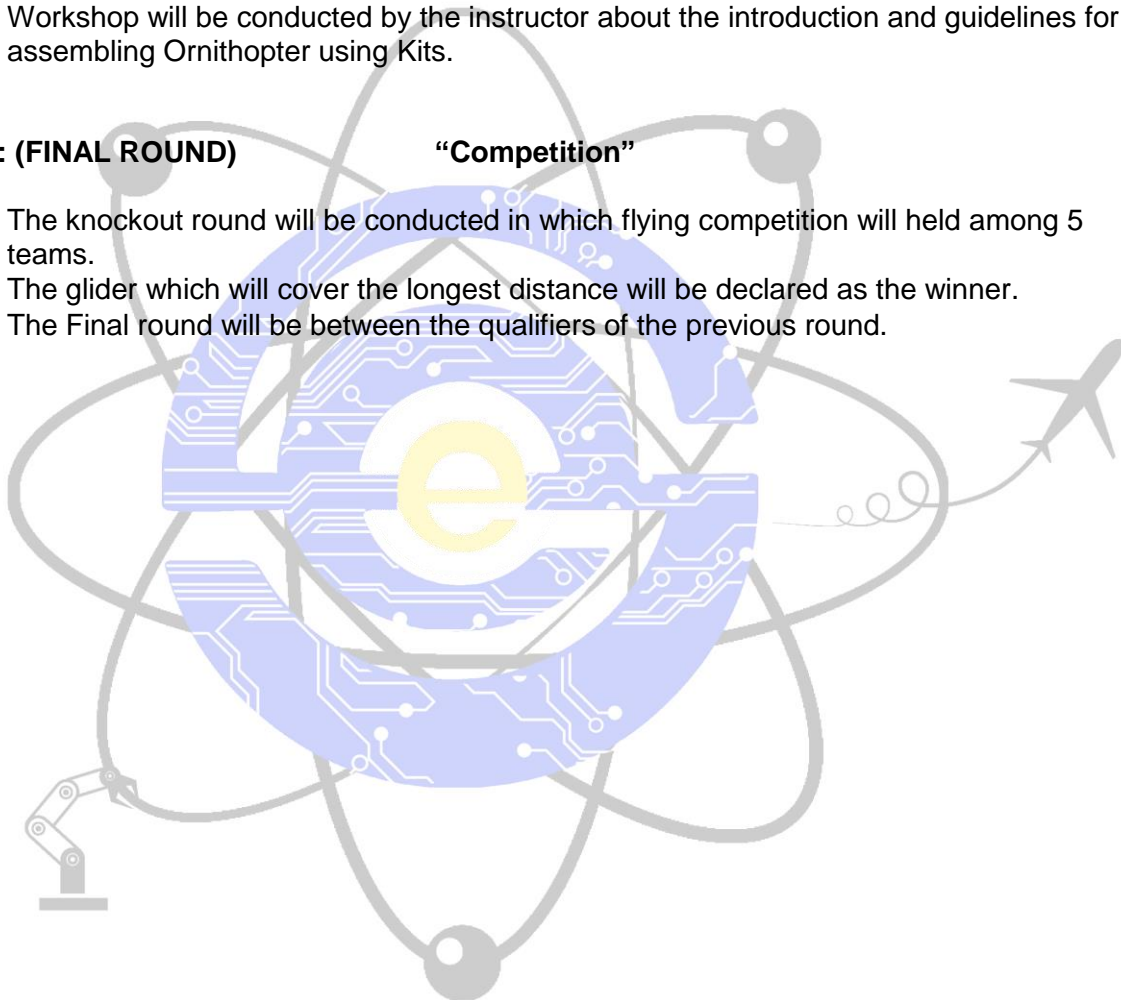 Workshop will be conducted by the instructor about the introduction and guidelines for
assembling Ornithopter using Kits.
: (FINAL ROUND) “Competition”
The knockout round will be conducted in which flying competition will held among 5
teams.
The glider which will cover the longest distance will be declared as the winner.
The Final round will be between the qualifiers of the previous round.
e